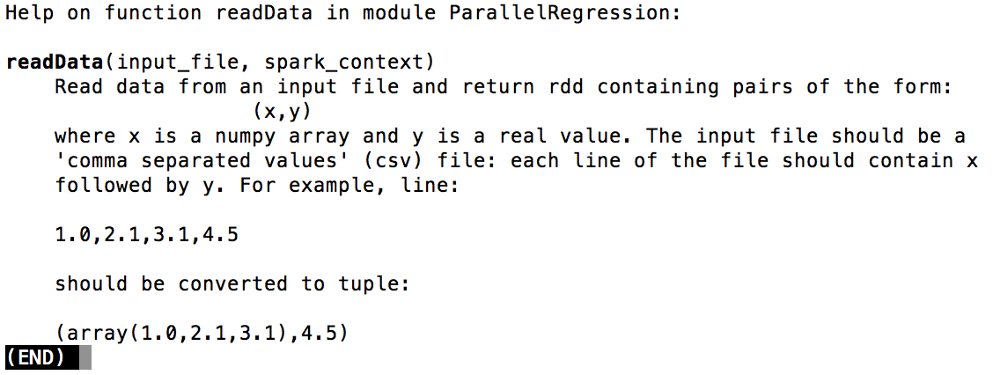 Help on function readData in module ParallelRegression:
readData(input_file, spark_context)
Read data from an input file and return rdd containing pairs of the form:
(x,y)
where x is a numpy array and y is a real value. The input file should be a
'comma separated values' (csv) file: each line of the file should contain x
followed by y. For example, line:
1.0,2.1,3.1,4.5
should be converted to tuple:
(array(1.0,2.1,3.1),4.5)
(END)